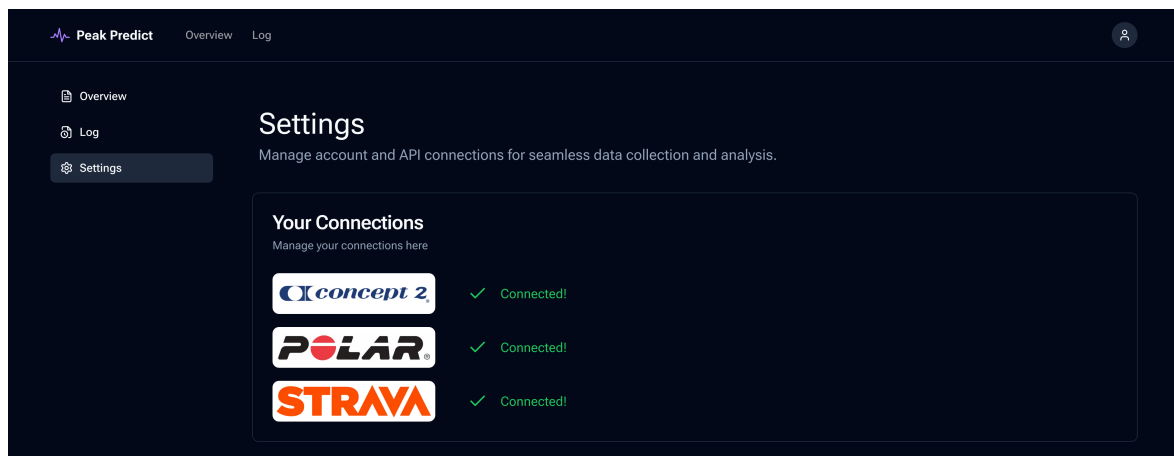 Peak Predict Overview Log
Overview
Log
Settings
Settings
Manage account and API connections for seamless data collection and analysis.
Your Connections
Manage your connections here
concept 2® Connected!
POLAR® Connected!
STRAVA Connected!